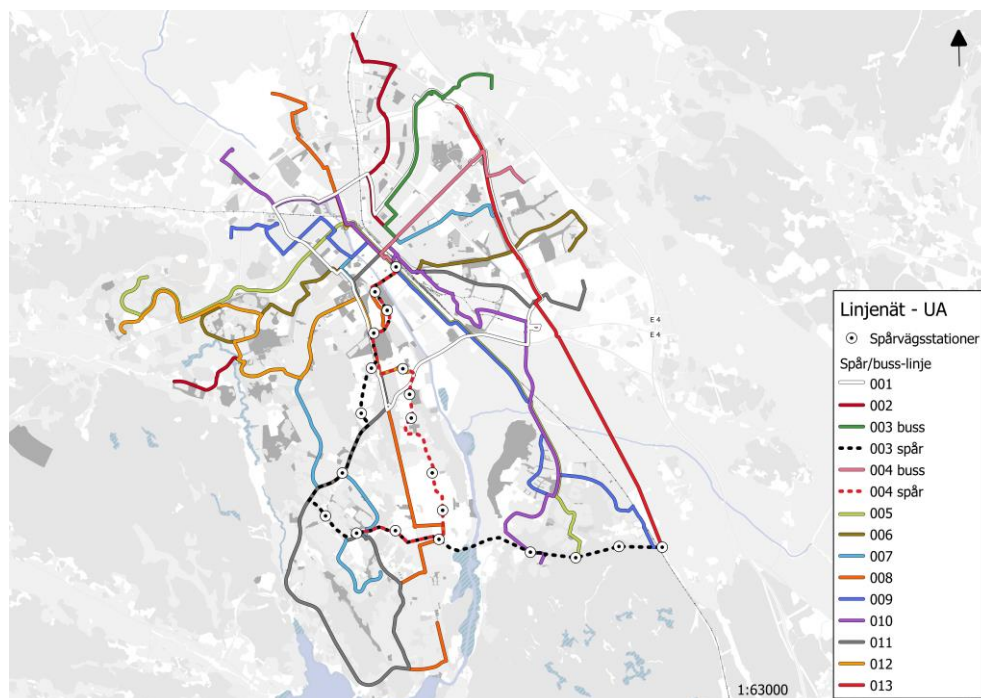 E 4
E 4
Linjenät - UA
Spårvägsstationer
Spår/buss-linje
001
002
003 buss
003 spår
004 buss
004 spår
005
006
007
008
009
010
011
012
013
1:63000